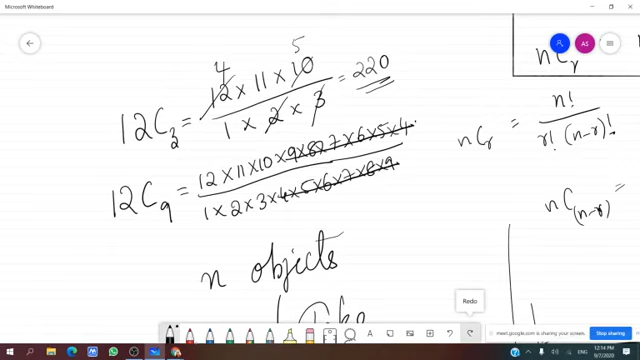 Microsoft Whiteboard
4 5
12C3 = 12 × 11 × 10 / 1 × 2 × 3 = 220
12C9 = 12×11×10×9×8×7×6×5×4 / 1×2×3×4×5×6×7×8×9
n objects
nCr
nCr = n! / r! (n-r)!
nC(n-r) =
AS
Redo
meet.google.com is sharing your screen.
Stop sharing
Hide
ENG
12:14 PM
9/7/2020